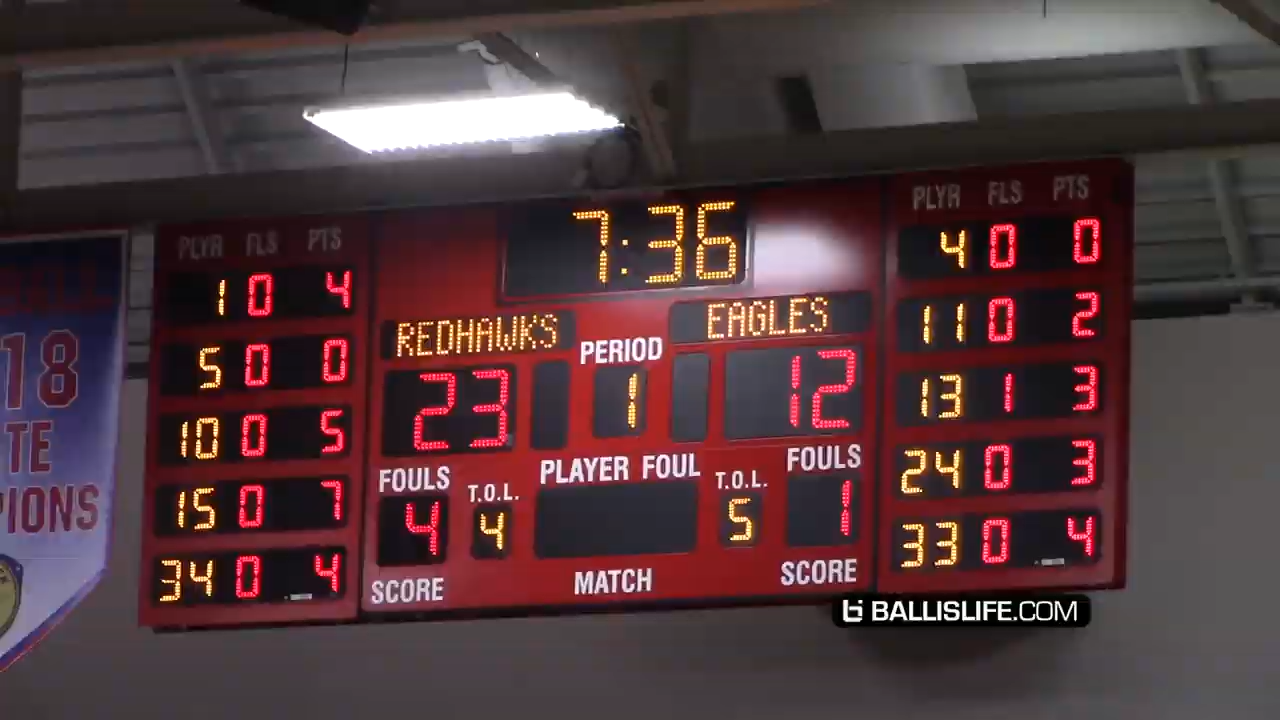 18
TE
PIONS
PLYR FLS PTS
1 0 4
5 0 0
10 0 5
15 0 7
34 0 4
7:36
REDHAWKS
EAGLES
PERIOD
23
1
12
FOULS
PLAYER FOUL
FOULS
T.O.L.
T.O.L.
4
4
5
1
SCORE
MATCH
SCORE
PLYR FLS PTS
4 0 0
11 0 2
13 1 3
24 0 3
33 0 4
BALLISLIFE.COM